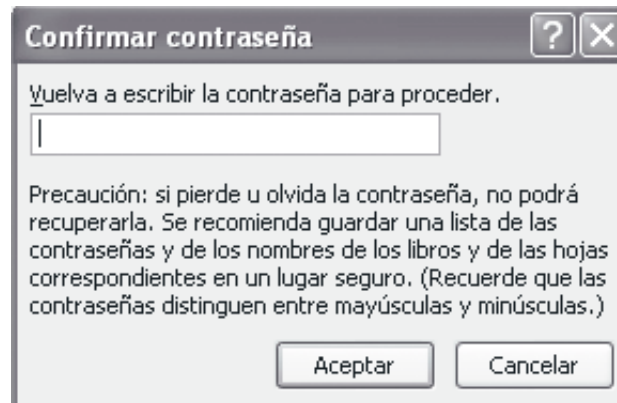 Confirmar contraseña
Vuelva a escribir la contraseña para proceder.
Precaución: si pierde u olvida la contraseña, no podrá
recuperarla. Se recomienda guardar una lista de las
contraseñas y de los nombres de los libros y de las hojas
correspondientes en un lugar seguro. (Recuerde que las
contraseñas distinguen entre mayúsculas y minúsculas.)
Aceptar Cancelar